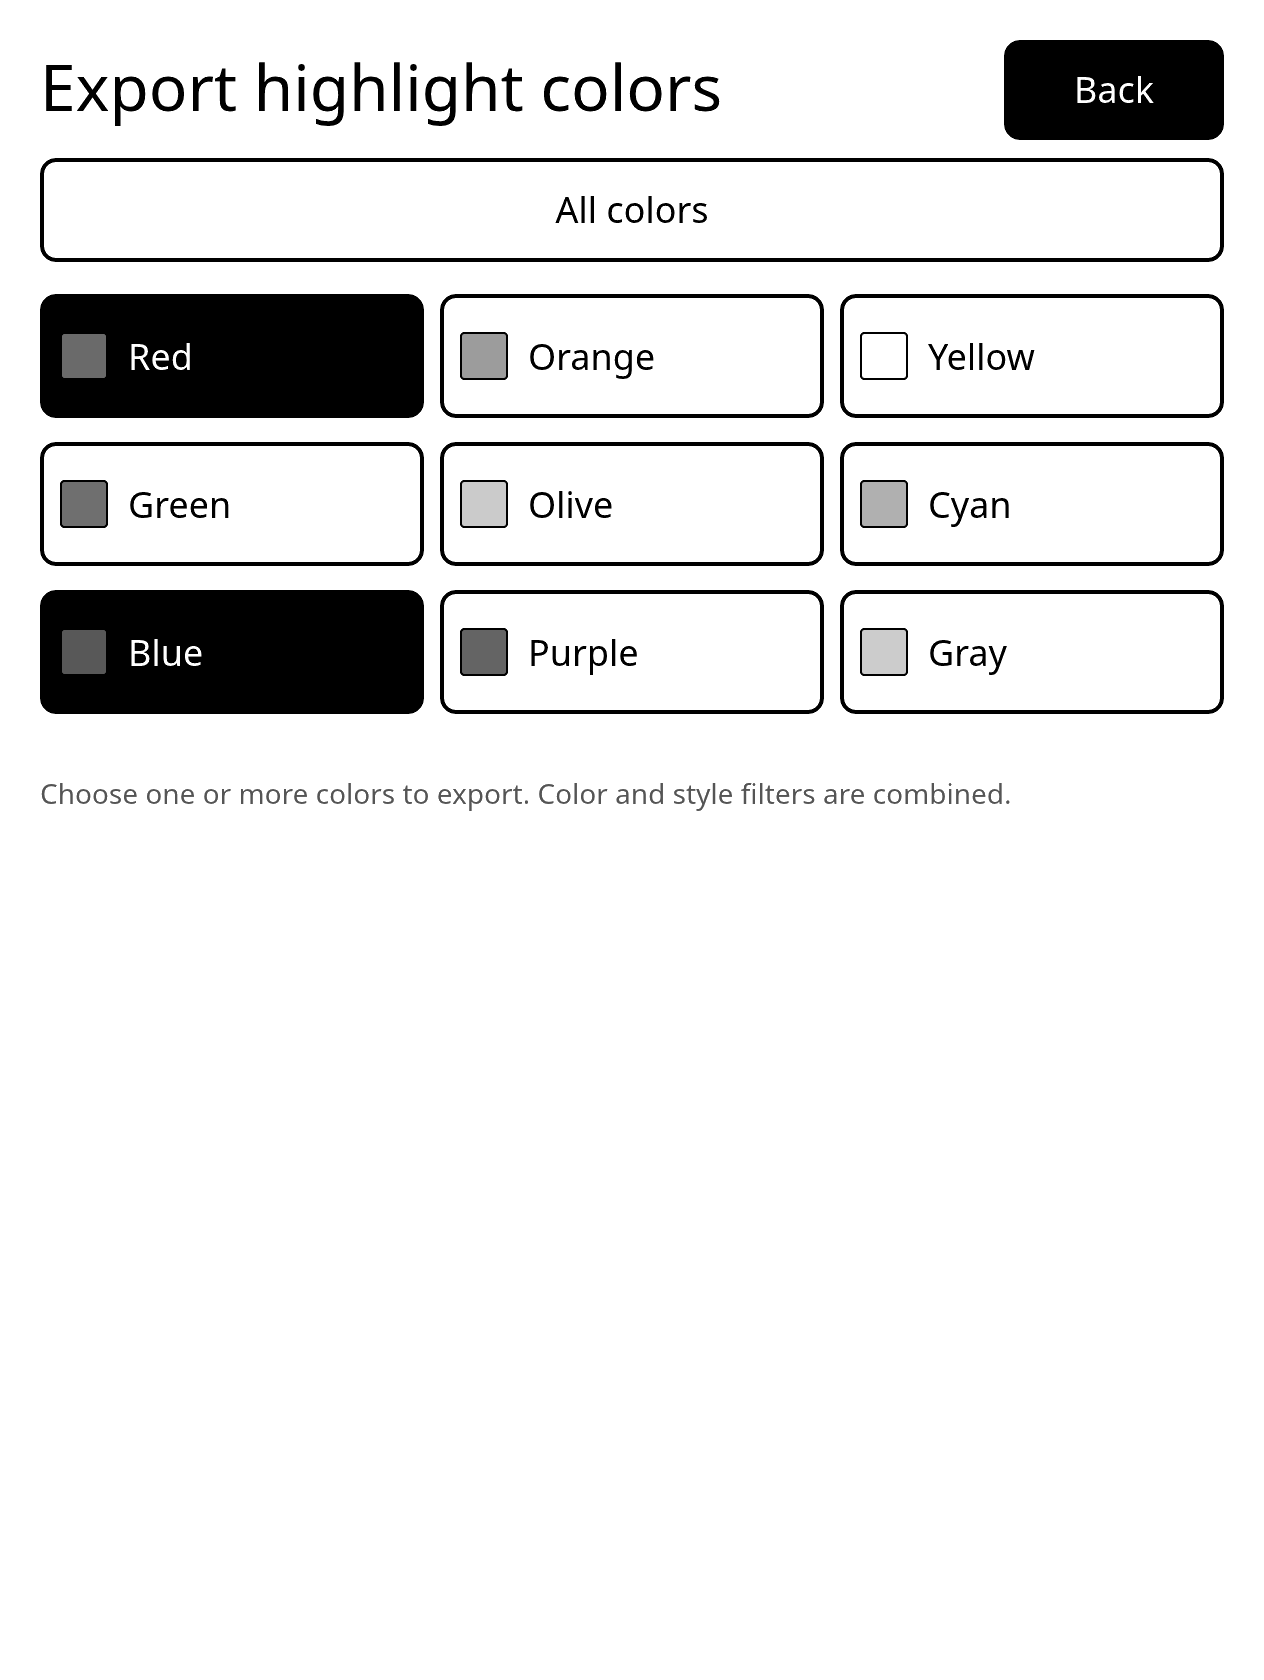 Export highlight colors
Back
All colors
Red
Orange
Yellow
Green
Olive
Cyan
Blue
Purple
Gray
Choose one or more colors to export. Color and style filters are combined.